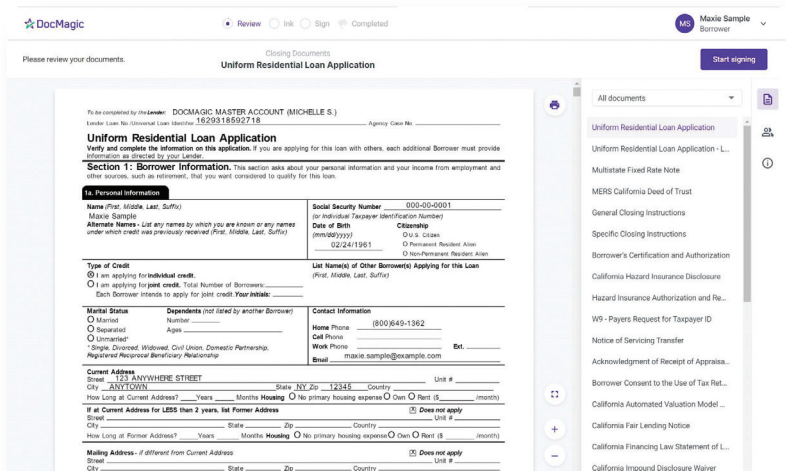 DocMagic
Review Ink Sign Completed
MS Maxie Sample
Borrower
Please review your documents.
Closing Documents
Uniform Residential Loan Application
Start signing
To be completed by the Lender: DOCMAGIC MASTER ACCOUNT (MICHELLE S.)
Lender Loan No./Universal Loan Identifier 1629318592718 Agency Case No.
Uniform Residential Loan Application
Verify and complete the information on this application. If you are applying for this loan with others, each additional Borrower must provide
information as directed by your Lender.
Section 1: Borrower Information. This section asks about your personal information and your income from employment and
other sources, such as retirement, that you want considered to qualify for this loan.
1a. Personal Information
Name (First, Middle, Last, Suffix)
Maxie Sample
Alternate Names - List any names by which you are known or any names
under which credit was previously received (First, Middle, Last, Suffix)
Social Security Number 000-00-0001
(or Individual Taxpayer Identification Number)
Date of Birth Citizenship
(mm/dd/yyyy) U.S. Citizen
02/24/1961 Permanent Resident Alien
Non-Permanent Resident Alien
Type of Credit
I am applying for individual credit.
I am applying for joint credit. Total Number of Borrowers:
Each Borrower intends to apply for joint credit. Your initials:
List Name(s) of Other Borrower(s) Applying for this Loan
(First, Middle, Last, Suffix)
Marital Status Dependents (not listed by another Borrower)
Married Number
Separated Ages
Unmarried*
* Single, Divorced, Widowed, Civil Union, Domestic Partnership,
Registered Reciprocal Beneficiary Relationship
Contact Information
Home Phone (800)649-1362
Cell Phone
Work Phone Ext.
Email maxie.sample@example.com
Current Address
Street 123 ANYWHERE STREET Unit #
City ANYTOWN State NY Zip 12345 Country
How Long at Current Address? Years Months Housing No primary housing expense Own Rent ($ /month)
If at Current Address for LESS than 2 years, list Former Address Does not apply
Street Unit #
City State Zip Country
How Long at Former Address? Years Months Housing No primary housing expense Own Rent ($ /month)
Mailing Address - if different from Current Address Does not apply
Street Unit #
City State Zip Country
All documents
Uniform Residential Loan Application
Uniform Residential Loan Application - L...
Multistate Fixed Rate Note
MERS California Deed of Trust
General Closing Instructions
Specific Closing Instructions
Borrower's Certification and Authorization
California Hazard Insurance Disclosure
Hazard Insurance Authorization and Re...
W9 - Payers Request for Taxpayer ID
Notice of Servicing Transfer
Acknowledgment of Receipt of Appraisa...
Borrower Consent to the Use of Tax Ret...
California Automated Valuation Model ...
California Fair Lending Notice
California Financing Law Statement of L...
California Impound Disclosure Waiver